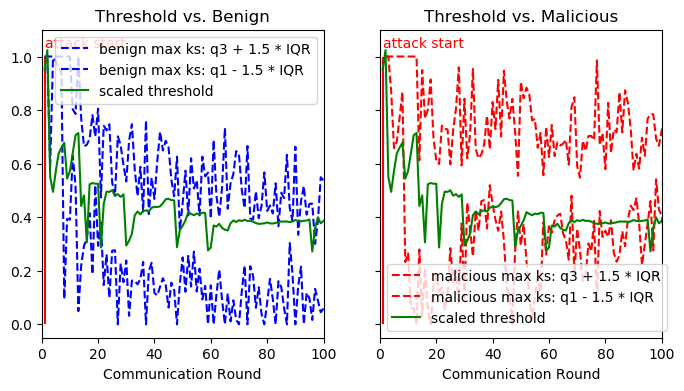 Threshold vs. Benign
Threshold vs. Malicious
attack start
benign max ks: q3 + 1.5 * IQR
benign max ks: q1 - 1.5 * IQR
scaled threshold
attack start
malicious max ks: q3 + 1.5 * IQR
malicious max ks: q1 - 1.5 * IQR
scaled threshold
1.0
0.8
0.6
0.4
0.2
0.0
0 20 40 60 80 100
0 20 40 60 80 100
Communication Round
Communication Round